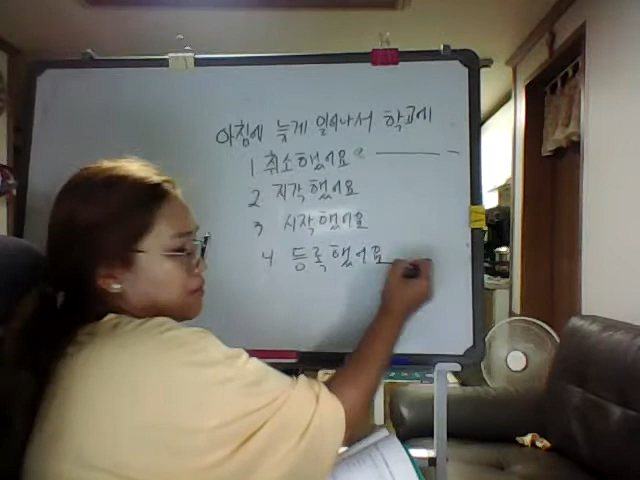 아침에 늦게 일어나서 학교에
1 취소했어요 _______
2 지각했어요
3 시작했어요
4 등록했어요